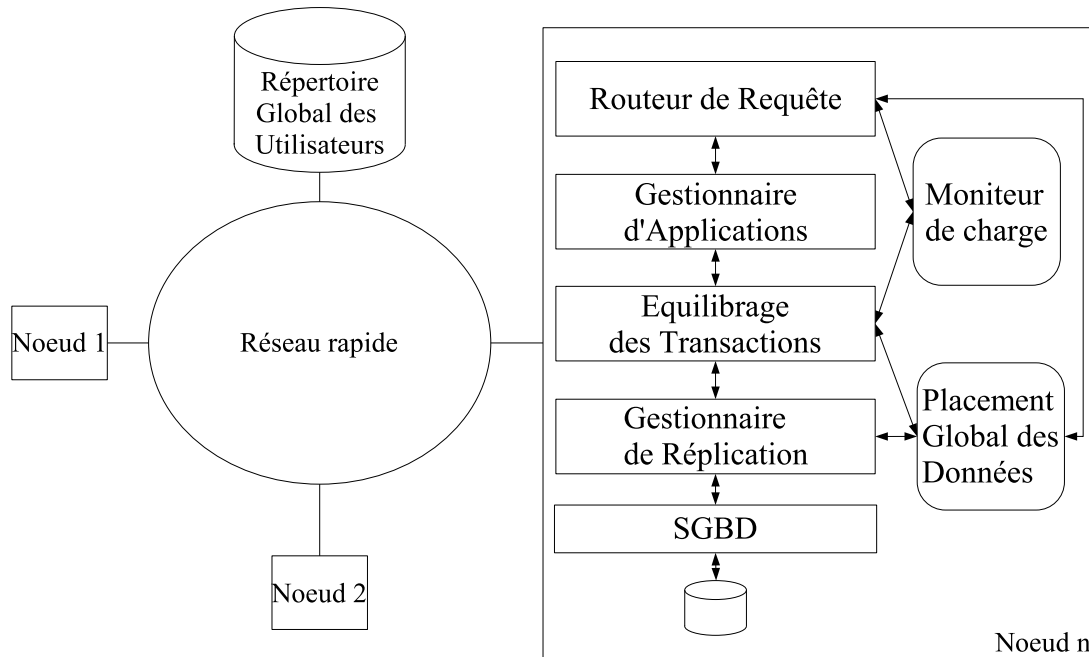 Répertoire
Global des
Utilisateurs
Noeud 1
Réseau rapide
Noeud 2
Routeur de Requête
Gestionnaire
d'Applications
Equilibrage
des Transactions
Gestionnaire
de Réplication
SGBD
Moniteur
de charge
Placement
Global des
Données
Noeud n